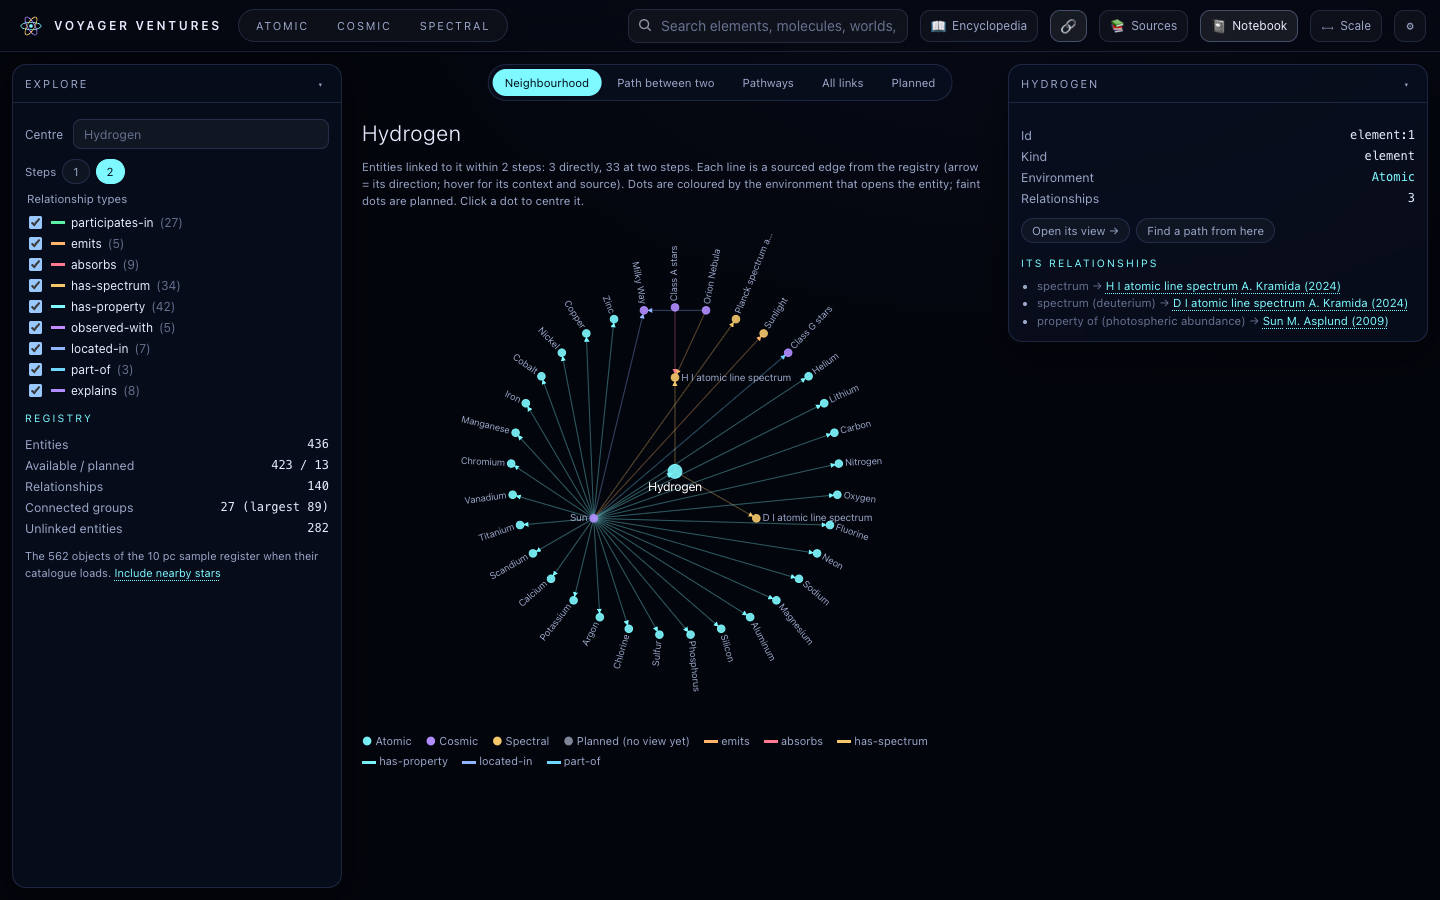 VOYAGER VENTURES
ATOMIC COSMIC SPECTRAL
Search elements, molecules, worlds,
Encyclopedia
Sources
Notebook
Scale
EXPLORE
Centre Hydrogen
Steps 1 2
Relationship types
participates-in (27)
emits (5)
absorbs (9)
has-spectrum (34)
has-property (42)
observed-with (5)
located-in (7)
part-of (3)
explains (8)
REGISTRY
Entities 436
Available / planned 423 / 13
Relationships 140
Connected groups 27 (largest 89)
Unlinked entities 282
The 562 objects of the 10 pc sample register when their
catalogue loads. Include nearby stars
Neighbourhood Path between two Pathways All links Planned
Hydrogen
Entities linked to it within 2 steps: 3 directly, 33 at two steps. Each line is a sourced edge from the registry (arrow
= its direction; hover for its context and source). Dots are coloured by the environment that opens the entity; faint
dots are planned. Click a dot to centre it.
Milky Way
Class A stars
Orion Nebula
Planck spectrum a…
Sunlight
Class G stars
Helium
Lithium
Carbon
Nitrogen
Oxygen
Fluorine
Neon
Sodium
Magnesium
Aluminum
Silicon
Phosphorus
Sulfur
Chlorine
Argon
Potassium
Calcium
Scandium
Titanium
Vanadium
Chromium
Manganese
Iron
Cobalt
Nickel
Copper
Zinc
H I atomic line spectrum
Hydrogen
Sun
D I atomic line spectrum
Atomic Cosmic Spectral Planned (no view yet) emits absorbs has-spectrum
has-property located-in part-of
HYDROGEN
Id element:1
Kind element
Environment Atomic
Relationships 3
Open its view → Find a path from here
ITS RELATIONSHIPS
spectrum → H I atomic line spectrum A. Kramida (2024)
spectrum (deuterium) → D I atomic line spectrum A. Kramida (2024)
property of (photospheric abundance) → Sun M. Asplund (2009)